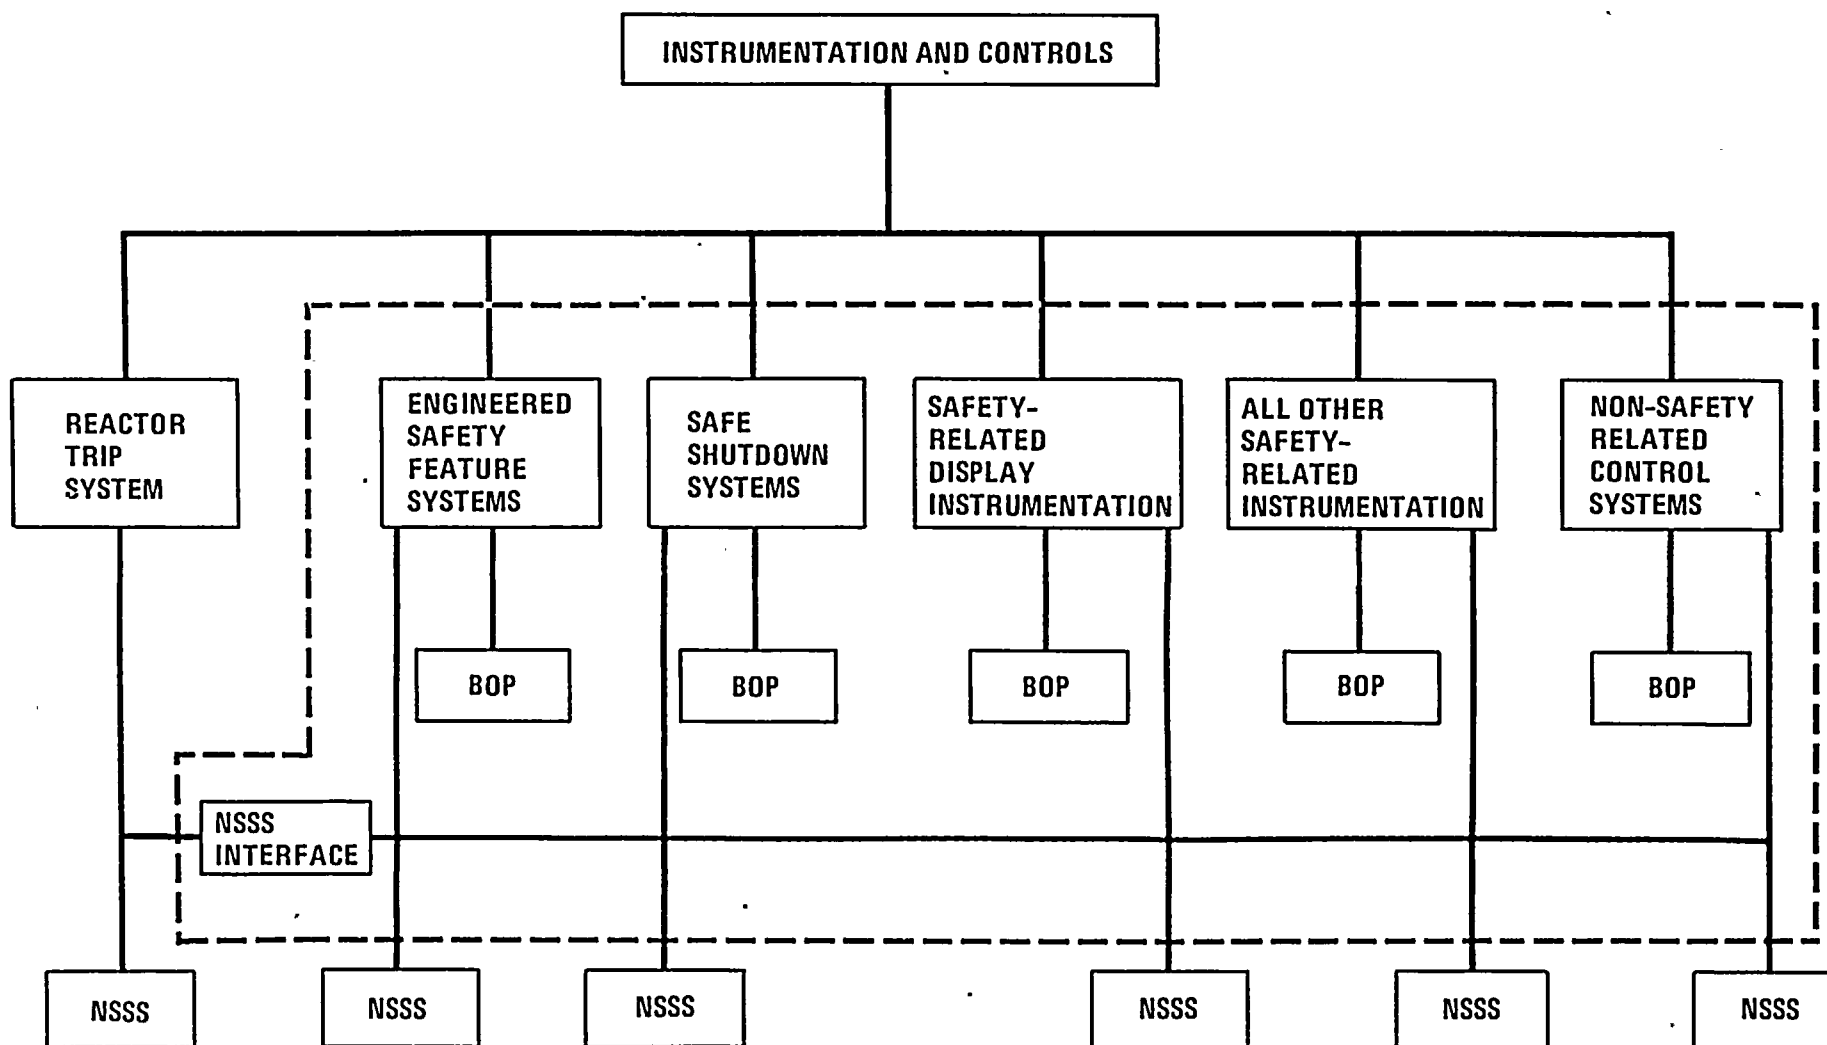 INSTRUMENTATION AND CONTROLS
REACTOR
TRIP
SYSTEM
ENGINEERED
SAFETY
FEATURE
SYSTEMS
SAFE
SHUTDOWN
SYSTEMS
SAFETY-
RELATED
DISPLAY
INSTRUMENTATION
ALL OTHER
SAFETY-
RELATED
INSTRUMENTATION
NON-SAFETY
RELATED
CONTROL
SYSTEMS
BOP
BOP
BOP
BOP
BOP
NSSS
INTERFACE
NSSS
NSSS
NSSS
NSSS
NSSS
NSSS